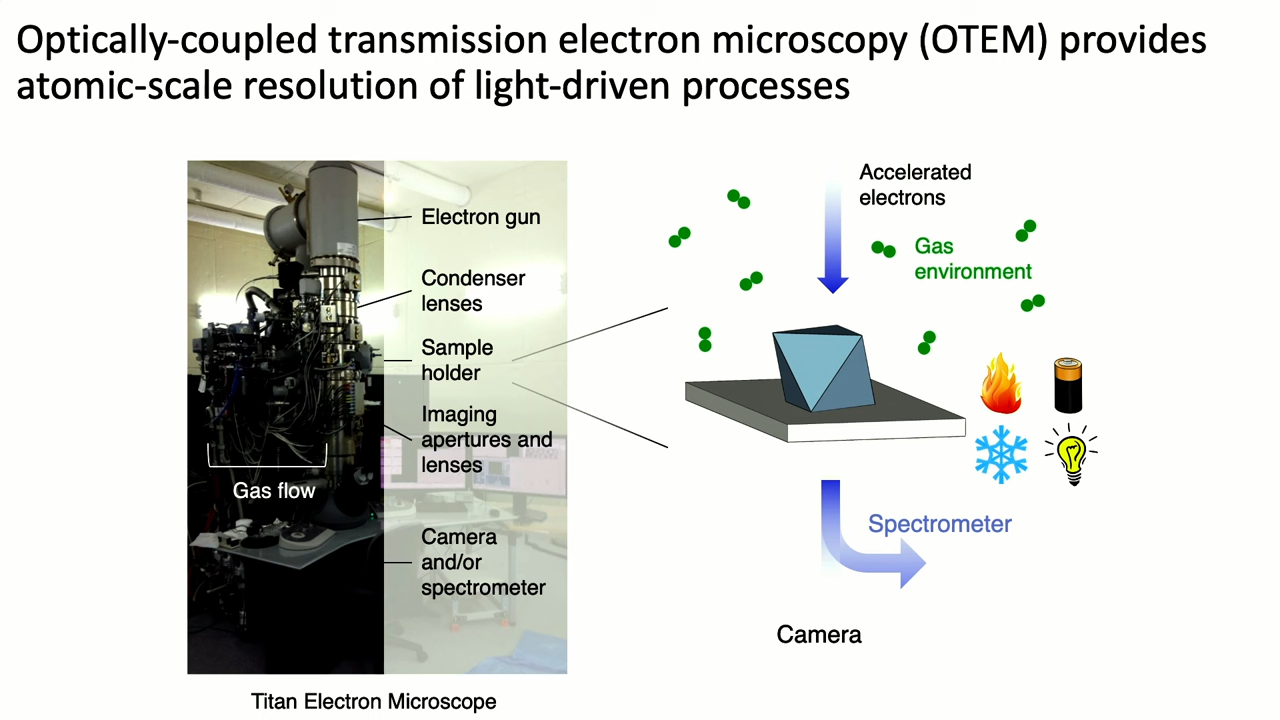 Optically-coupled transmission electron microscopy (OTEM) provides
atomic-scale resolution of light-driven processes
Electron gun
Condenser
lenses
Sample
holder
Imaging
apertures and
lenses
Gas flow
Camera
and/or
spectrometer
Titan Electron Microscope
Accelerated
electrons
Gas
environment
Spectrometer
Camera